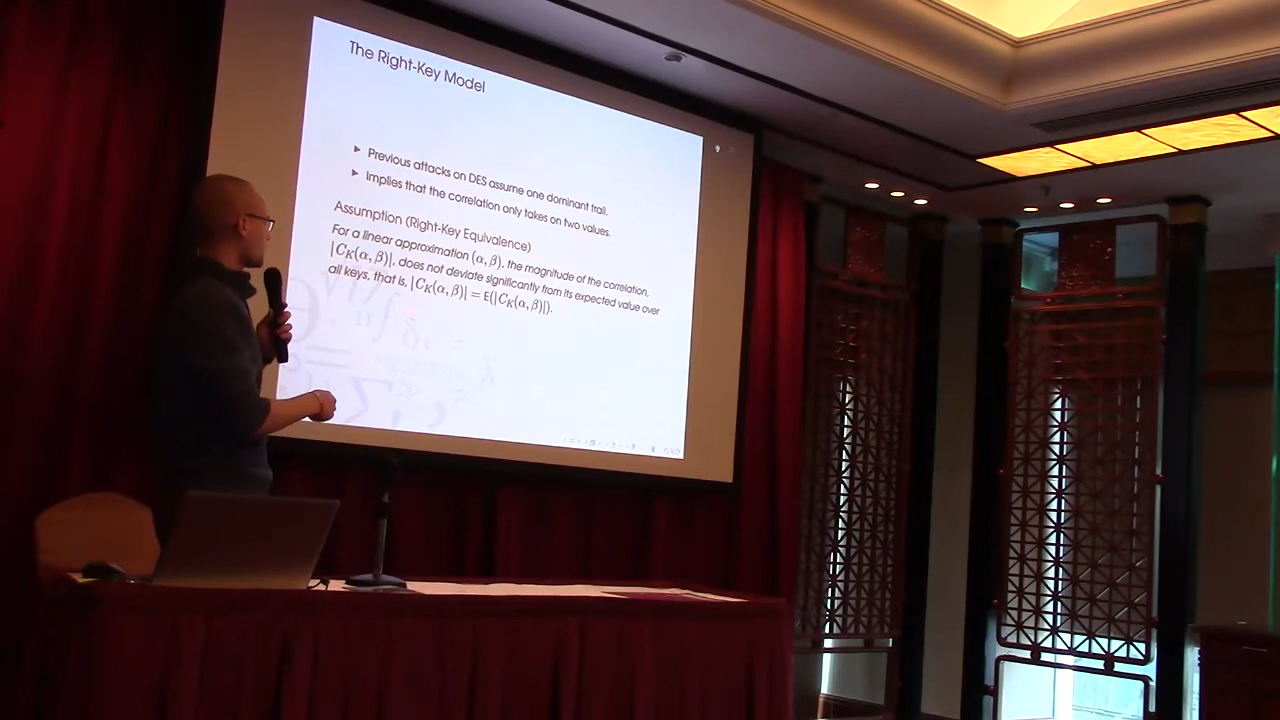 The Right-Key Model
▶ Previous attacks on DES assume one dominant trail.
▶ Implies that the correlation only takes on two values.
Assumption (Right-Key Equivalence)
For a linear approximation (α, β), the magnitude of the correlation,
|C_K(α, β)|, does not deviate significantly from its expected value over
all keys, that is, |C_K(α, β)| = E(|C_K(α, β)|).